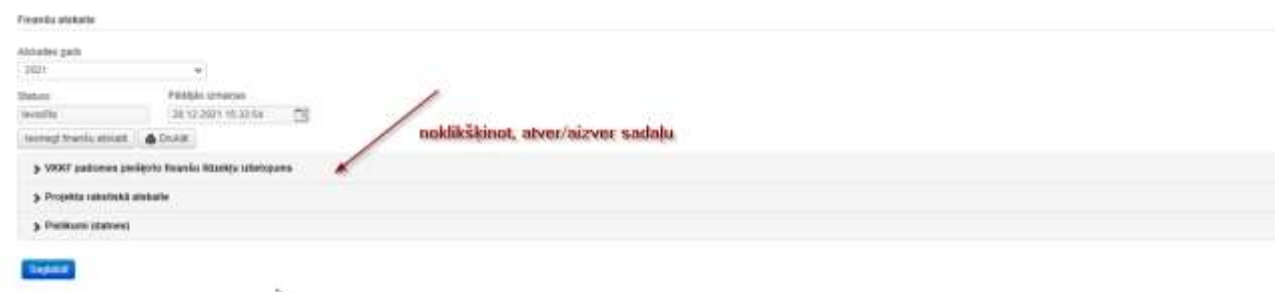 Finanšu atskaite
Atskaites gads
2021
Statuss Pēdējās izmaiņas
Ievadīts 28.12.2021 15:33:54
Iesniegt finanšu atskaiti Drukāt
noklikšķinot, atver/aizver sadaļu
VKKF padomes piešķirto finanšu līdzekļu izlietojums
Projekta rakstiskā atskaite
Pielikumi (datnes)
Saglabāt